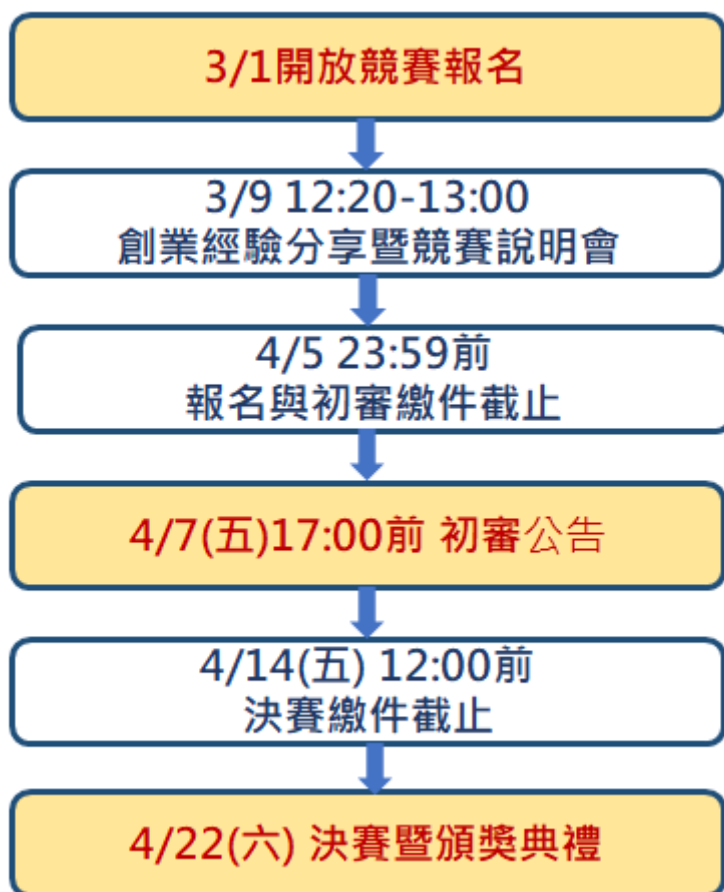 3/1開放競賽報名
3/9 12:20-13:00
創業經驗分享暨競賽說明會
4/5 23:59前
報名與初審繳件截止
4/7(五)17:00前 初審公告
4/14(五) 12:00前
決賽繳件截止
4/22(六) 決賽暨頒獎典禮